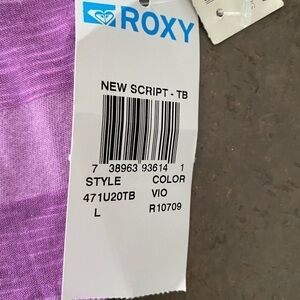 ROXY
NEW SCRIPT - TB
7 38963 93614 1
STYLE COLOR
471U20TB VIO
L R10709